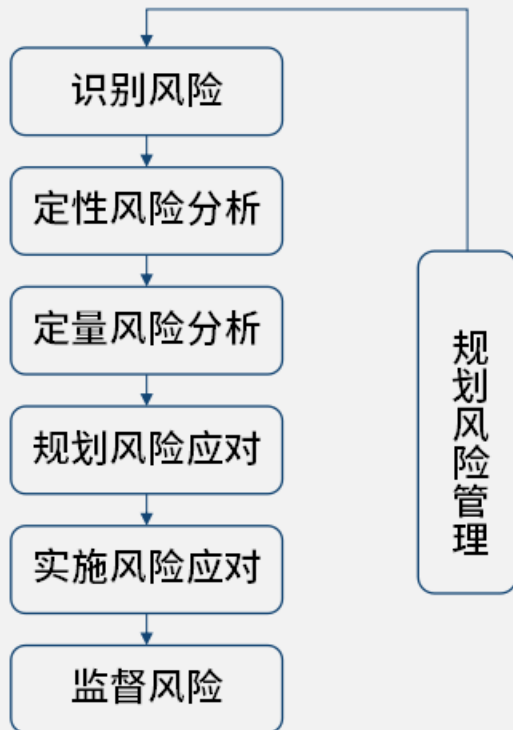 识别风险
定性风险分析
定量风险分析
规划风险应对
实施风险应对
监督风险
规划风险管理